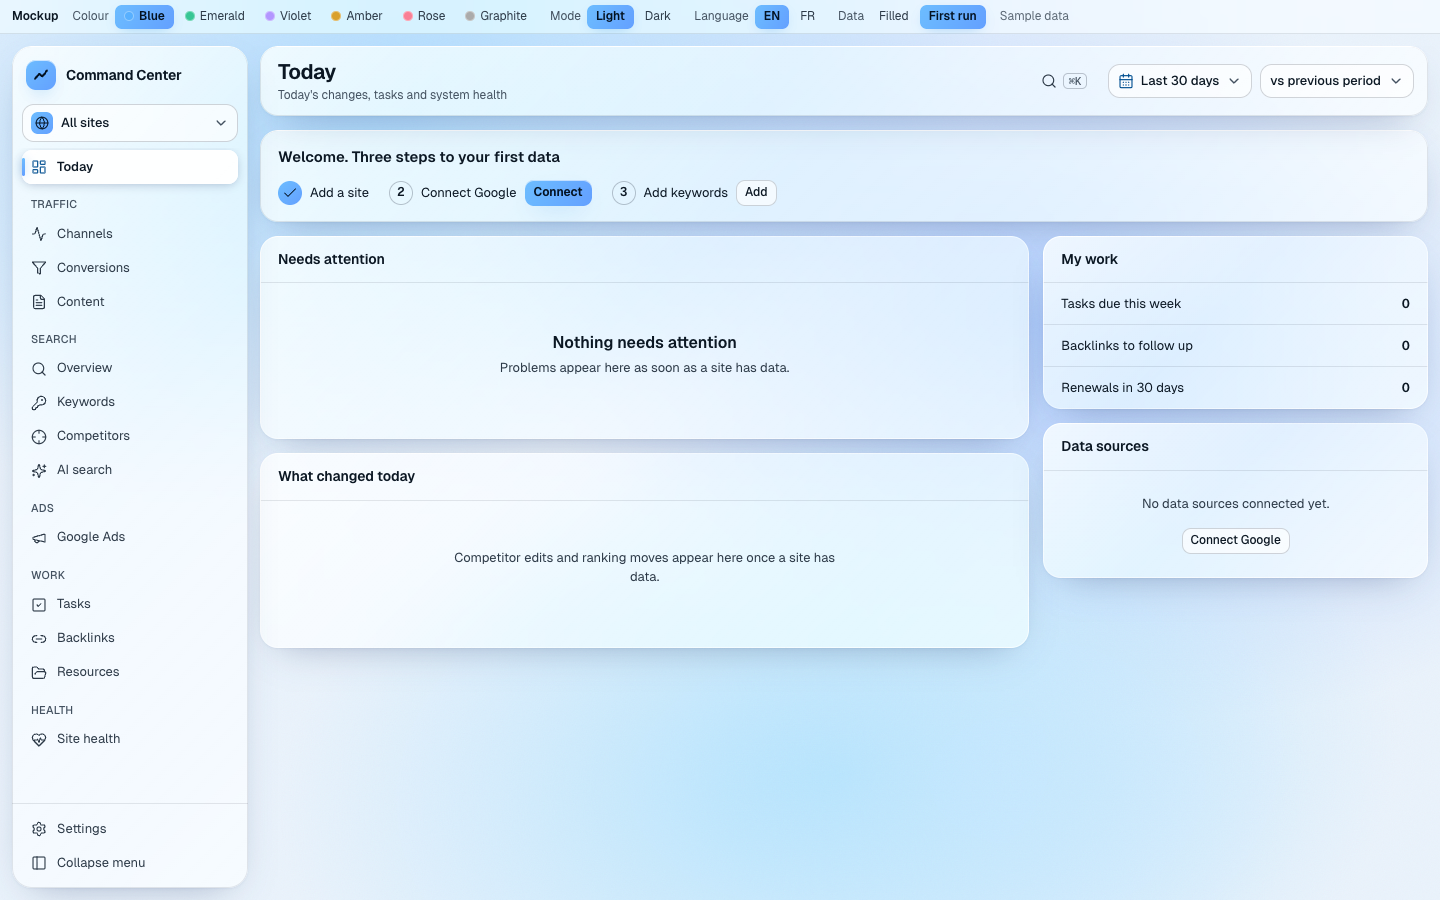 Mockup Colour Blue Emerald Violet Amber Rose Graphite Mode Light Dark Language EN FR Data Filled First run Sample data
Command Center
All sites
Today
TRAFFIC
Channels
Conversions
Content
SEARCH
Overview
Keywords
Competitors
AI search
ADS
Google Ads
WORK
Tasks
Backlinks
Resources
HEALTH
Site health
Settings
Collapse menu
Today
Today's changes, tasks and system health
⌘K
Last 30 days
vs previous period
Welcome. Three steps to your first data
Add a site 2 Connect Google Connect 3 Add keywords Add
Needs attention
Nothing needs attention
Problems appear here as soon as a site has data.
What changed today
Competitor edits and ranking moves appear here once a site has
data.
My work
Tasks due this week 0
Backlinks to follow up 0
Renewals in 30 days 0
Data sources
No data sources connected yet.
Connect Google